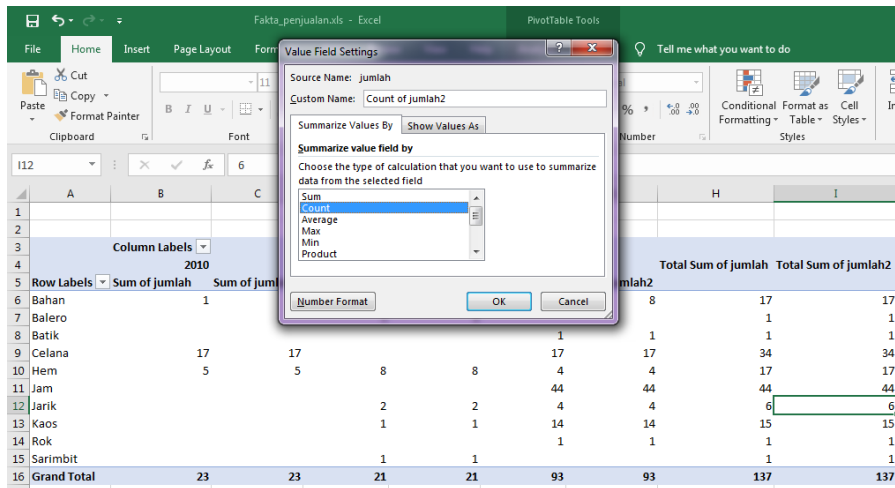 Fakta_penjualan.xls - Excel PivotTable Tools
File Home Insert Page Layout Form Tell me what you want to do
Value Field Settings
Source Name: jumlah
Custom Name: Count of jumlah2
Summarize Values By Show Values As
Summarize value field by
Choose the type of calculation that you want to use to summarize
data from the selected field
Sum
Count
Average
Max
Min
Product
Number Format OK Cancel
Paste
Cut
Copy
Format Painter
Clipboard
11
B I U
Font
%
.00
Number
Conditional Formatting
Format as Table
Cell Styles
Styles
I12 fx 6
A B C H I
1
2
3 Column Labels
4 2010 Total Sum of jumlah Total Sum of jumlah2
5 Row Labels Sum of jumlah Sum of juml mlah2
6 Bahan 1 8 17 17
7 Balero 1 1
8 Batik 1 1 1 1
9 Celana 17 17 17 17 34 34
10 Hem 5 5 8 8 4 4 17 17
11 Jam 44 44 44 44
12 Jarik 2 2 4 4 6 6
13 Kaos 1 1 14 14 15 15
14 Rok 1 1 1 1
15 Sarimbit 1 1 1 1
16 Grand Total 23 23 21 21 93 93 137 137